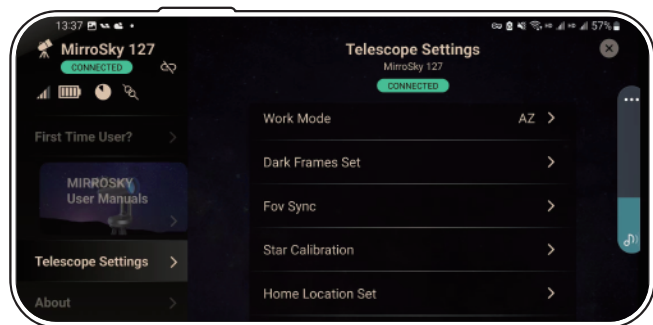 13:37
57%
MirroSky 127
CONNECTED
First Time User?
MIRROSKY
User Manuals
Telescope Settings
About
Telescope Settings
MirroSky 127
CONNECTED
Work Mode AZ
Dark Frames Set
Fov Sync
Star Calibration
Home Location Set